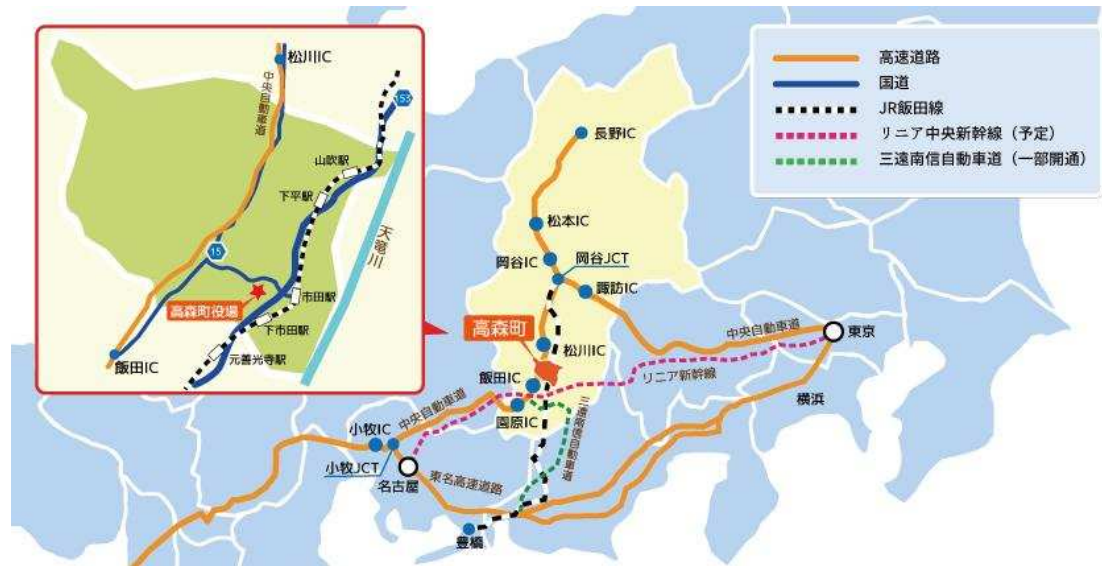 松川IC
中央自動車道
153
山吹駅
下平駅
天竜川
15
市田駅
高森町役場
下市田駅
元善光寺駅
飯田IC
高速道路
国道
JR飯田線
リニア中央新幹線（予定）
三遠南信自動車道（一部開通）
長野IC
松本IC
岡谷IC
岡谷JCT
諏訪IC
高森町
松川IC
中央自動車道
東京
リニア新幹線
飯田IC
横浜
園原IC
中央自動車道
三遠南信自動車道
小牧IC
小牧JCT
名古屋
東名高速道路
豊橋